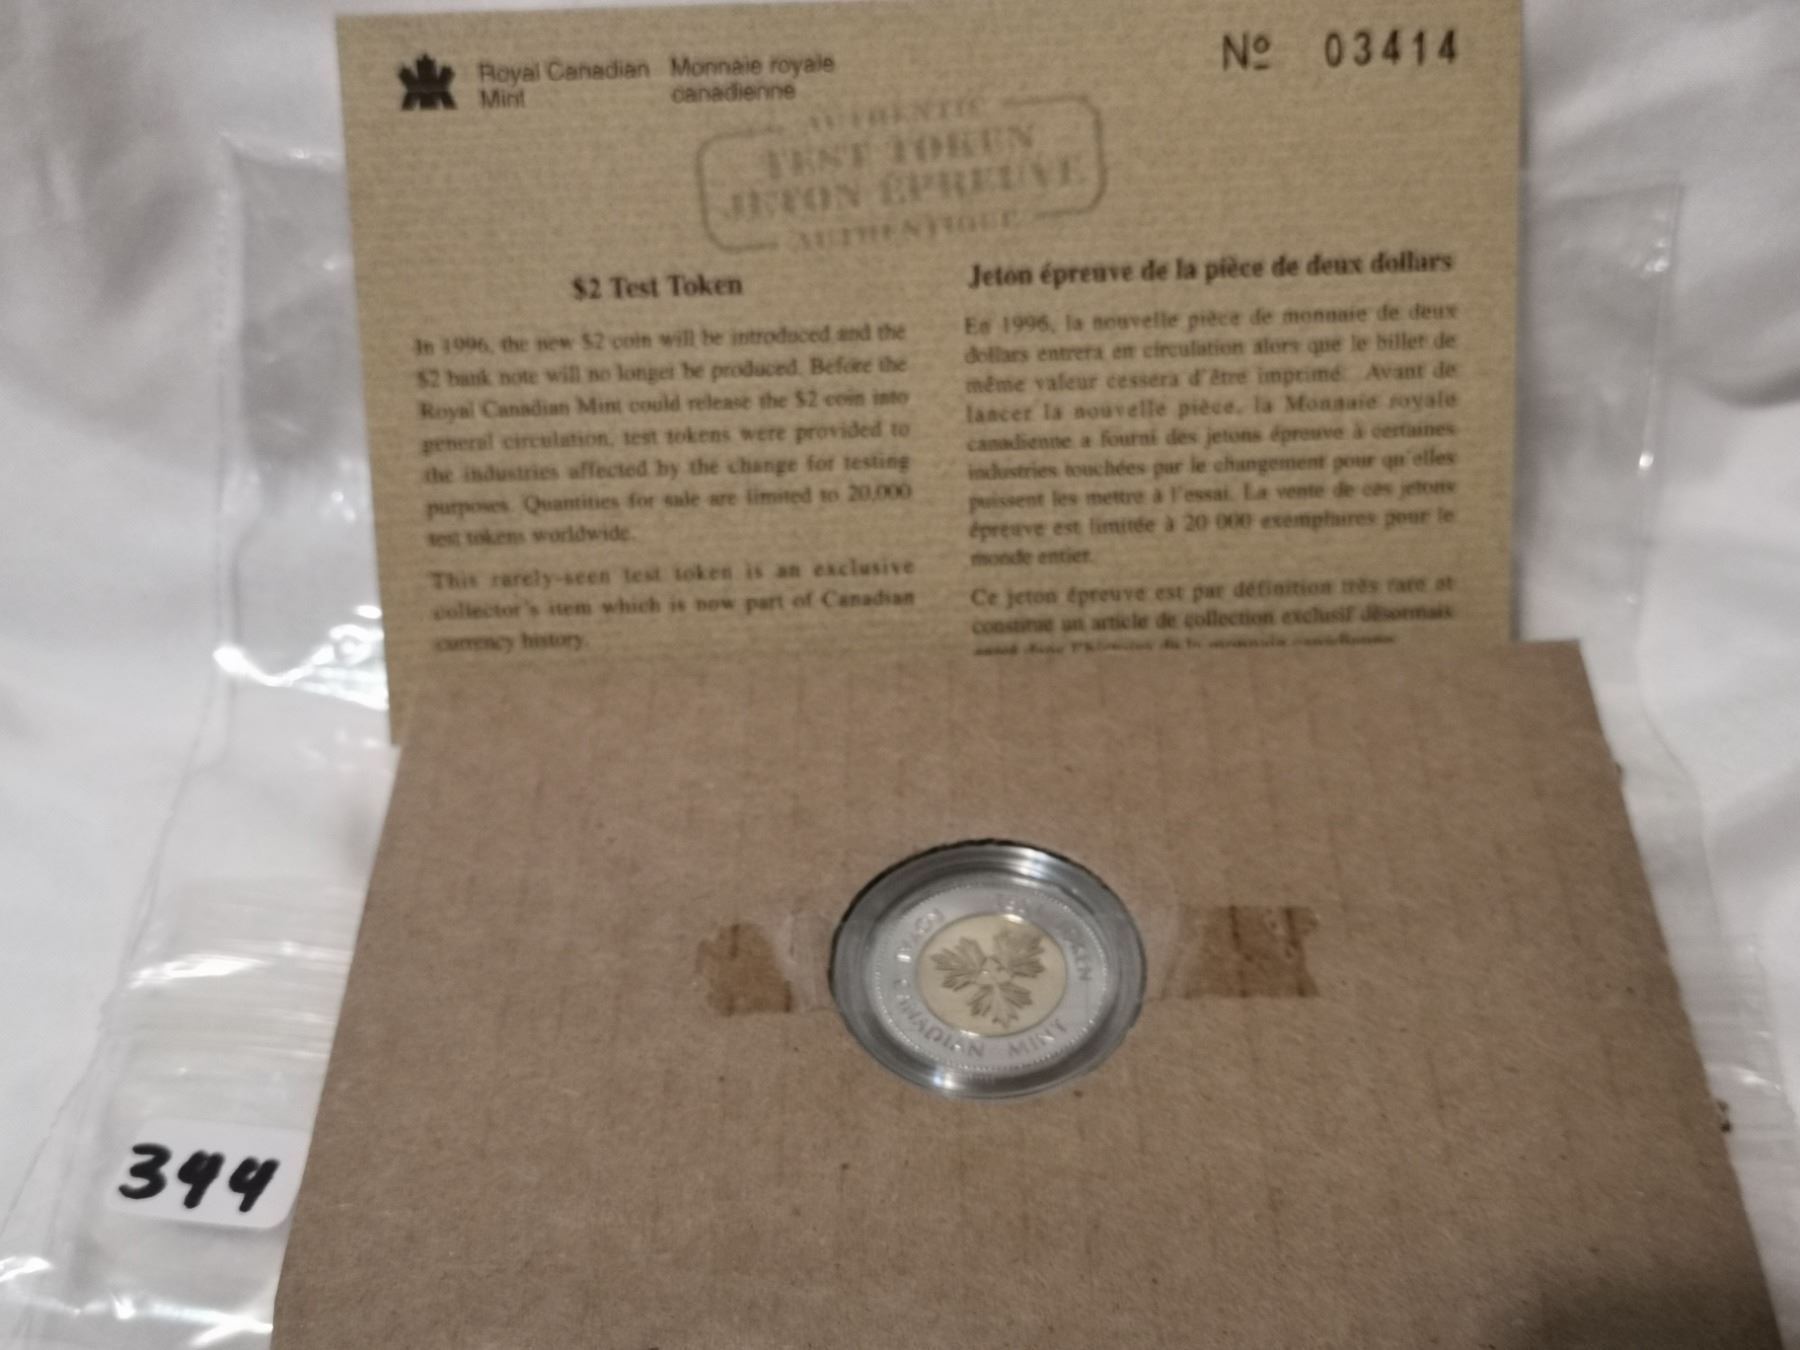 Royal Canadian Mint
Monnaie royale canadienne
Nº 03414
AUTHENTIC
TEST TOKEN
JETON ÉPREUVE
AUTHENTIQUE
$2 Test Token
In 1996, the new $2 coin will be introduced and the
$2 bank note will no longer be produced. Before the
Royal Canadian Mint could release the $2 coin into
general circulation, test tokens were provided to
the industries affected by the change for testing
purposes. Quantities for sale are limited to 20,000
test tokens worldwide.
This rarely-seen test token is an exclusive
collector's item which is now part of Canadian
currency history.
Jeton épreuve de la pièce de deux dollars
En 1996, la nouvelle pièce de monnaie de deux
dollars entrera en circulation alors que le billet de
même valeur cessera d'être imprimé. Avant de
lancer la nouvelle pièce, la Monnaie royale
canadienne a fourni des jetons épreuve à certaines
industries touchées par le changement pour qu'elles
puissent les mettre à l'essai. La vente de ces jetons
épreuve est limitée à 20 000 exemplaires pour le
monde entier.
Ce jeton épreuve est par définition très rare et
constitue un article de collection exclusif désormais
ROYAL CANADIAN MINT
344